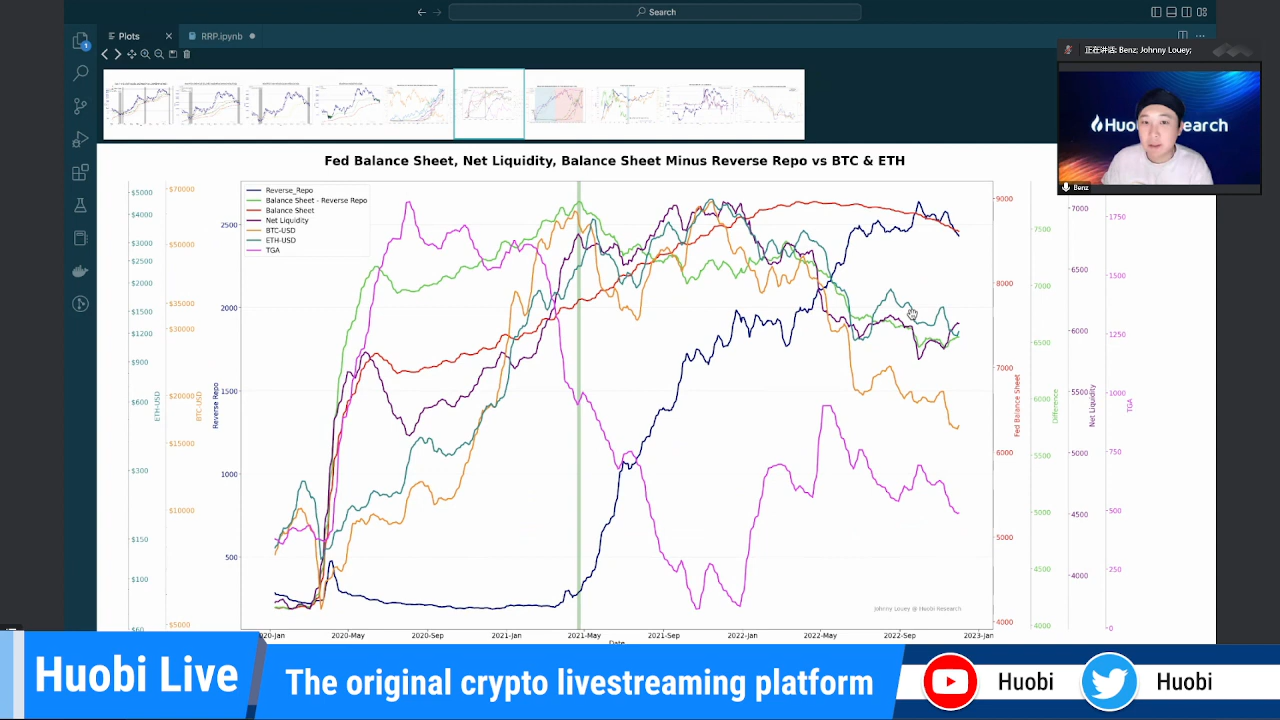 Search
Plots
RRP.ipynb
1
王在讲话: Benz; Johnny Louey;
Huobi Research
Benz
Fed Balance Sheet, Net Liquidity, Balance Sheet Minus Reverse Repo vs BTC & ETH
Reverse_Repo
Balance Sheet - Reverse Repo
Balance Sheet
Net Liquidity
BTC-USD
ETH-USD
TGA
$5000
$4000
$3000
$2500
$2000
$1500
$1200
$900
$600
$300
$150
$100
$60
ETH-USD
$70000
$50000
$35000
$30000
$20000
$15000
$10000
$5000
BTC-USD
2500
2000
1500
1000
500
Reverse Repo
9000
8000
7000
6000
5000
4000
Fed Balance Sheet
7500
7000
6500
6000
5500
5000
4500
4000
Difference
7000
6500
6000
5500
5000
4500
4000
Net Liquidity
1750
1500
1250
1000
750
500
250
0
TGA
Johnny Louey @ Huobi Research
020-Jan
2020-May
2020-Sep
2021-Jan
2021-May
2021-Sep
2022-Jan
2022-May
2022-Sep
2023-Jan
Date
Huobi Live
The original crypto livestreaming platform
Huobi
Huobi